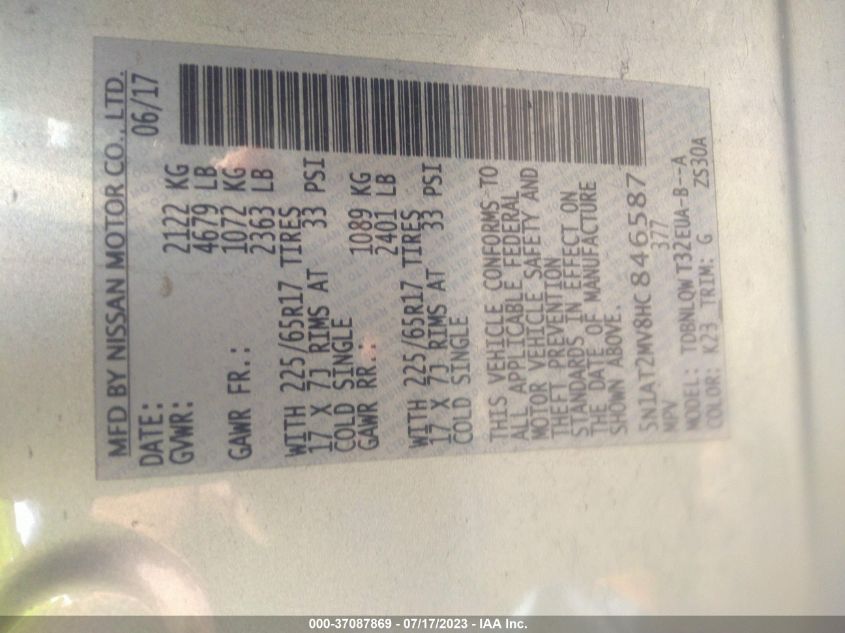 MFD BY NISSAN MOTOR CO., LTD.
DATE: 06/17
GVWR: 2122 KG
4679 LB
GAWR FR.: 1072 KG
2363 LB
WITH 225/65R17 TIRES
17 X 7J RIMS AT 33 PSI
COLD SINGLE
GAWR RR.: 1089 KG
2401 LB
WITH 225/65R17 TIRES
17 X 7J RIMS AT 33 PSI
COLD SINGLE
THIS VEHICLE CONFORMS TO
ALL APPLICABLE FEDERAL
MOTOR VEHICLE SAFETY AND
THEFT PREVENTION
STANDARDS IN EFFECT ON
THE DATE OF MANUFACTURE
SHOWN ABOVE.
5N1AT2MV8HC846587
MPV 377
MODEL: TDBNLQWT32EUA-B--A
COLOR: K23 TRIM: G ZS30A
000-37087869 - 07/17/2023 - IAA Inc.